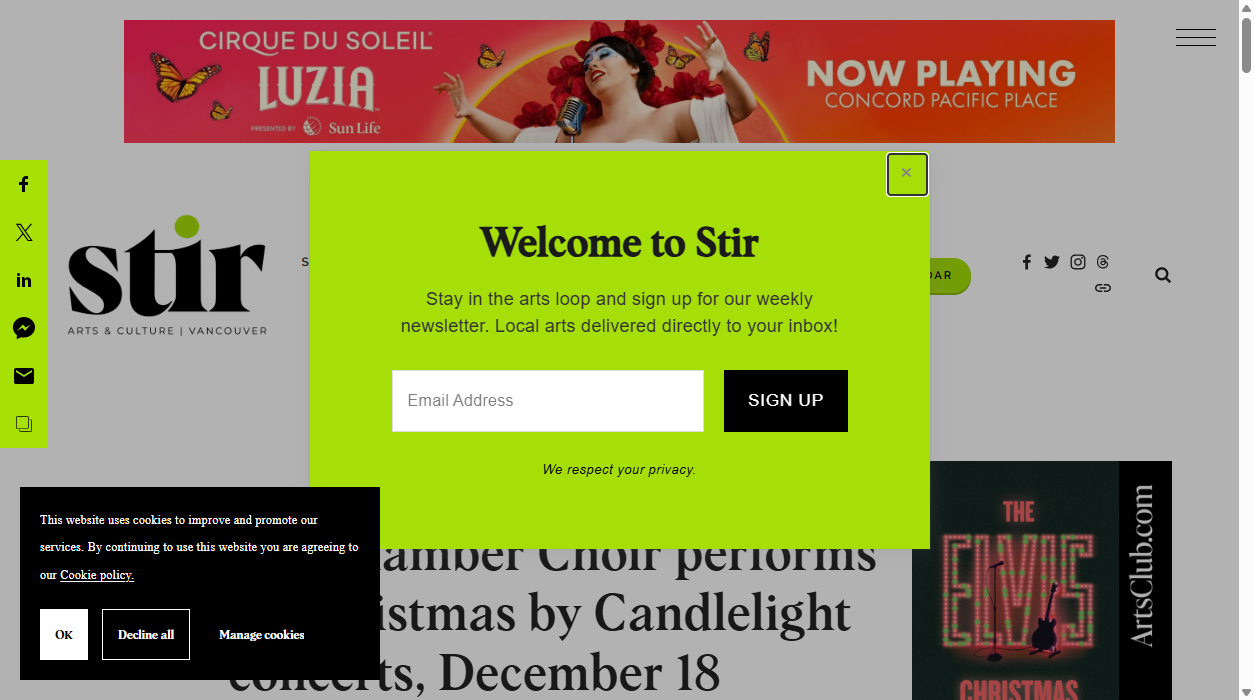 CIRQUE DU SOLEIL
LUZIA
PRESENTED BY Sun Life
NOW PLAYING
CONCORD PACIFIC PLACE
stir
ARTS & CULTURE | VANCOUVER
S
DAR
×
Welcome to Stir
Stay in the arts loop and sign up for our weekly
newsletter. Local arts delivered directly to your inbox!
Email Address
SIGN UP
We respect your privacy.
amber Choir performs
istmas by Candlelight
concerts, December 18
This website uses cookies to improve and promote our
services. By continuing to use this website you are agreeing to
our Cookie policy.
OK
Decline all
Manage cookies
THE
ELVIS
CHRISTMAS
ArtsClub.com